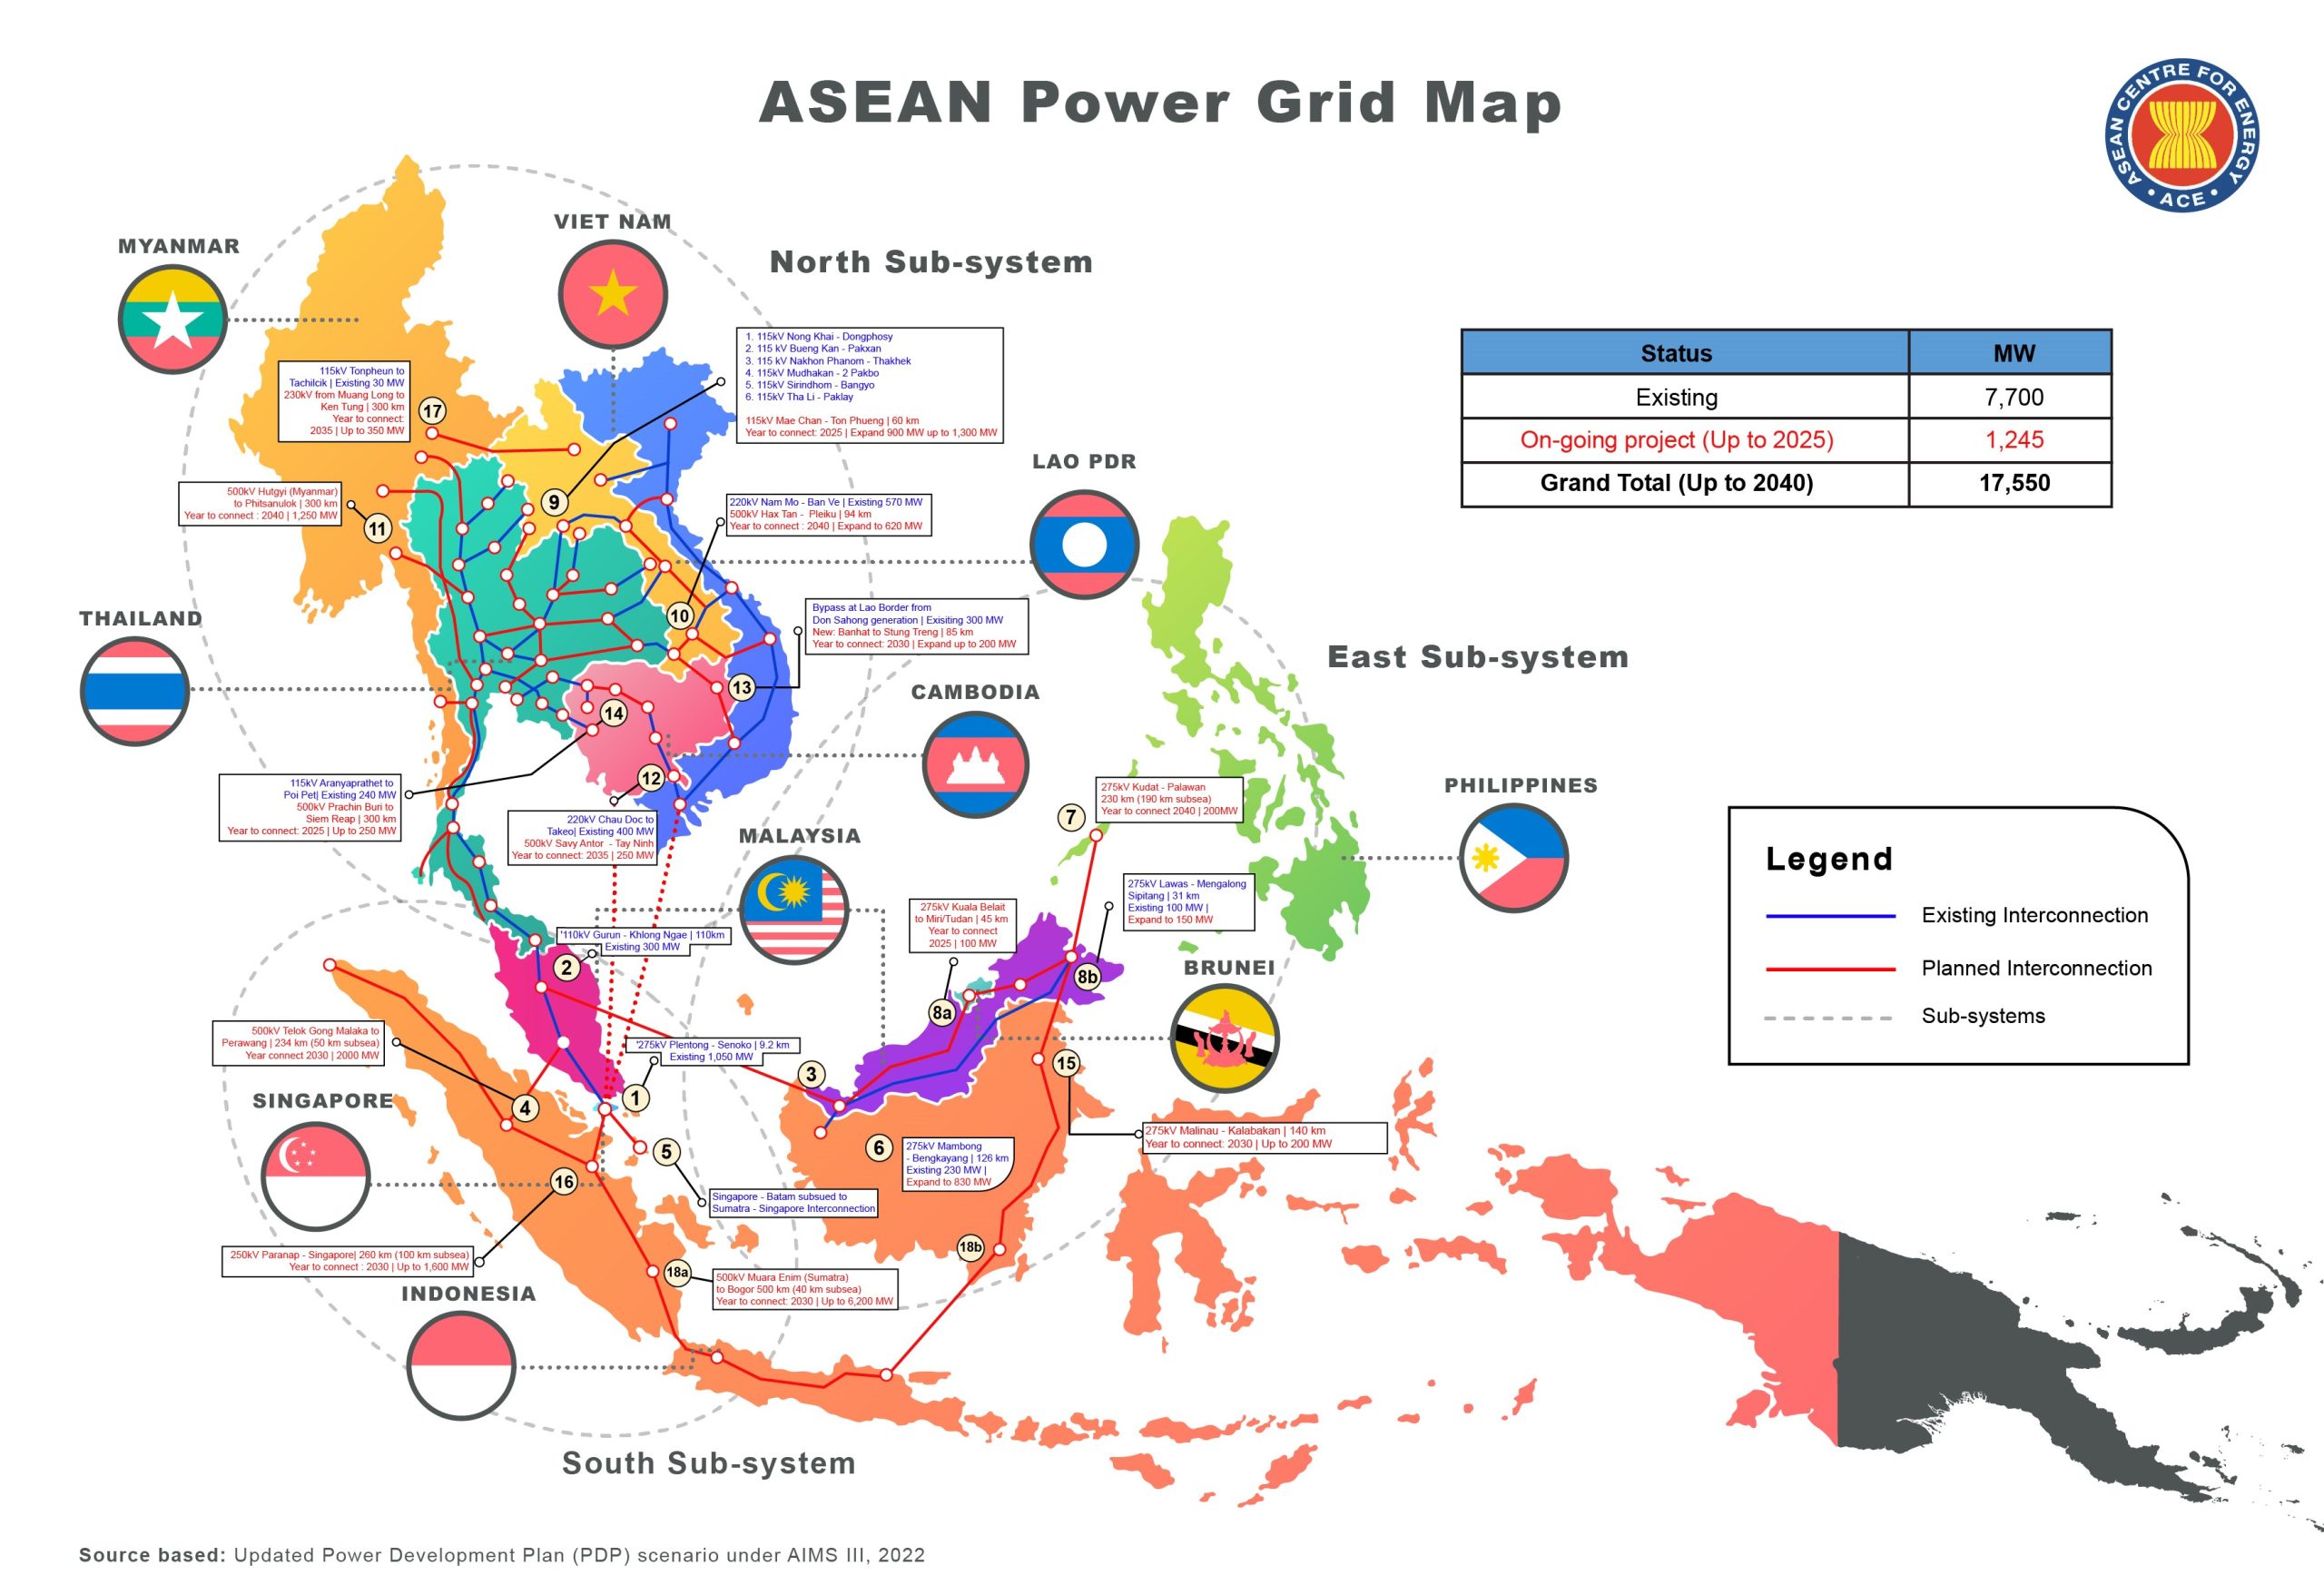 ASEAN Power Grid Map
ASEAN CENTRE FOR ENERGY
• ACE •
VIET NAM
MYANMAR
North Sub-system
1. 115kV Nong Khai - Dongphosy
2. 115 kV Bueng Kan - Pakxan
3. 115 kV Nakhon Phanom - Thakhek
4. 115kV Mudhakan - 2 Pakbo
5. 115kV Sirindhom - Bangyo
6. 115kV Tha Li - Paklay
115kV Mae Chan - Ton Phueng | 60 km
Year to connect: 2025 | Expand 900 MW up to 1,300 MW
Status MW
Existing 7,700
On-going project (Up to 2025) 1,245
Grand Total (Up to 2040) 17,550
115kV Tonpheun to
Tachilcik | Existing 30 MW
230kV from Muang Long to
Ken Tung | 300 km
Year to connect:
2035 | Up to 350 MW
17
9
LAO PDR
500kV Hutgyi (Myanmar)
to Phitsanulok | 300 km
Year to connect : 2040 | 1,250 MW
11
220kV Nam Mo - Ban Ve | Existing 570 MW
500kV Hax Tan - Pleiku | 94 km
Year to connect : 2040 | Expand to 620 MW
10
THAILAND
Bypass at Lao Border from
Don Sahong generation | Exisiting 300 MW
New: Banhat to Stung Treng | 85 km
Year to connect: 2030 | Expand up to 200 MW
13
East Sub-system
CAMBODIA
14
12
115kV Aranyaprathet to
Poi Pet| Existing 240 MW
500kV Prachin Buri to
Siem Reap | 300 km
Year to connect: 2025 | Up to 250 MW
220kV Chau Doc to
Takeo| Existing 400 MW
500kV Savy Antor - Tay Ninh
Year to connect: 2035 | 250 MW
MALAYSIA
7
275kV Kudat - Palawan
230 km (190 km subsea)
Year to connect 2040 | 200MW
PHILIPPINES
275kV Lawas - Mengalong
Sipitang | 31 km
Existing 100 MW |
Expand to 150 MW
275kV Kuala Belait
to Miri/Tudan | 45 km
Year to connect
2025 | 100 MW
8b
8a
BRUNEI
Legend
Existing Interconnection
Planned Interconnection
Sub-systems
'110kV Gurun - Khlong Ngae | 110km
Existing 300 MW
2
500kV Telok Gong Malaka to
Perawang | 234 km (50 km subsea)
Year connect 2030 | 2000 MW
'275kV Plentong - Senoko | 9.2 km
Existing 1,050 MW
3
15
1
4
SINGAPORE
5
6
275kV Mambong
- Bengkayang | 126 km
Existing 230 MW |
Expand to 830 MW
275kV Malinau - Kalabakan | 140 km
Year to connect: 2030 | Up to 200 MW
16
Singapore - Batam subsued to
Sumatra - Singapore Interconnection
250kV Paranap - Singapore| 260 km (100 km subsea)
Year to connect : 2030 | Up to 1,600 MW
18b
18a
500kV Muara Enim (Sumatra)
to Bogor 500 km (40 km subsea)
Year to connect: 2030 | Up to 6,200 MW
INDONESIA
South Sub-system
Source based: Updated Power Development Plan (PDP) scenario under AIMS III, 2022